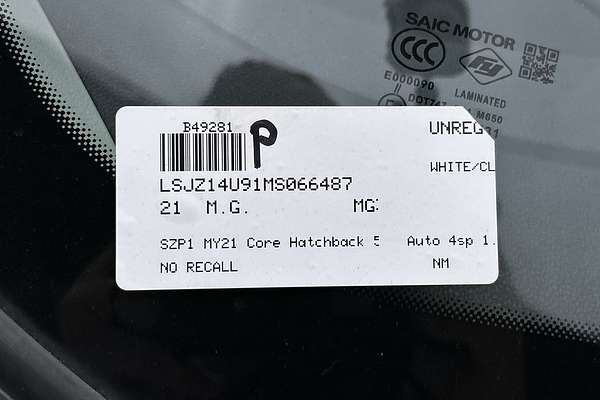 SAIC MOTOR
CCC
E000090
LAMINATED
M650
B49281 P
UNREG
LSJZ14U91MS066487
WHITE/CL
21 M.G. MG
SZP1 MY21 Core Hatchback 5 Auto 4sp 1.
NO RECALL NM